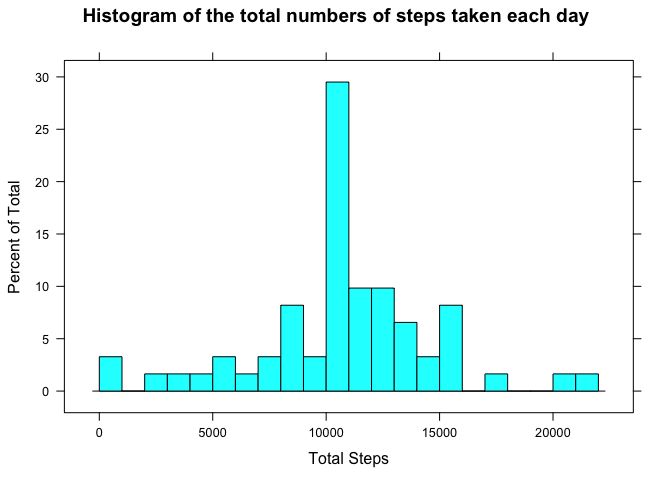 Histogram of the total numbers of steps taken each day
30
25
20
15
10
5
0
Percent of Total
0 5000 10000 15000 20000
Total Steps